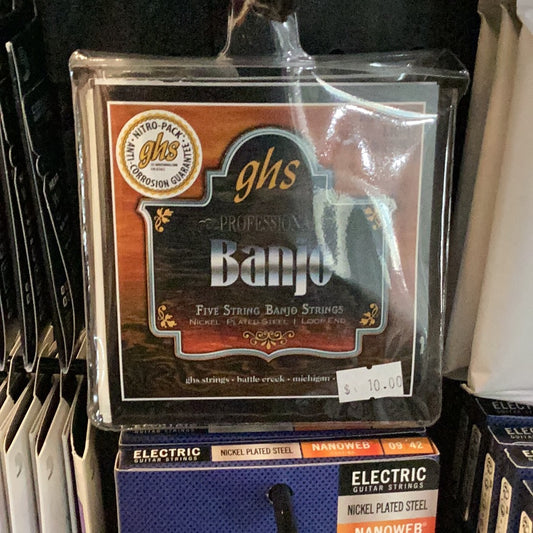 NITRO-PACK
ghs
ANTI-CORROSION GUARANTEE
ghs
PROFESSIONAL
Banjo
FIVE STRING BANJO STRINGS
NICKEL-PLATED STEEL | LOOP END
ghs strings • battle creek • michigan •
$ 10.00
NICKEL PLATED STEEL
NANOWEB
09 42
ELECTRIC
GUITAR STRINGS
ELECTRIC
GUITAR STRINGS
NICKEL PLATED STEEL
NANOWEB®